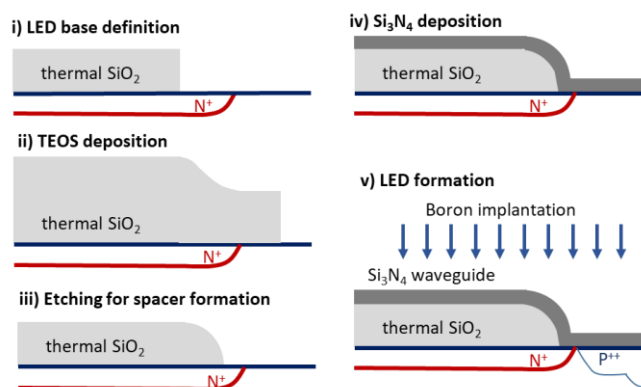 i) LED base definition
thermal SiO₂
N⁺
ii) TEOS deposition
thermal SiO₂
N⁺
iii) Etching for spacer formation
thermal SiO₂
N⁺
iv) Si₃N₄ deposition
thermal SiO₂
N⁺
v) LED formation
Boron implantation
Si₃N₄ waveguide
thermal SiO₂
N⁺
P⁺⁺